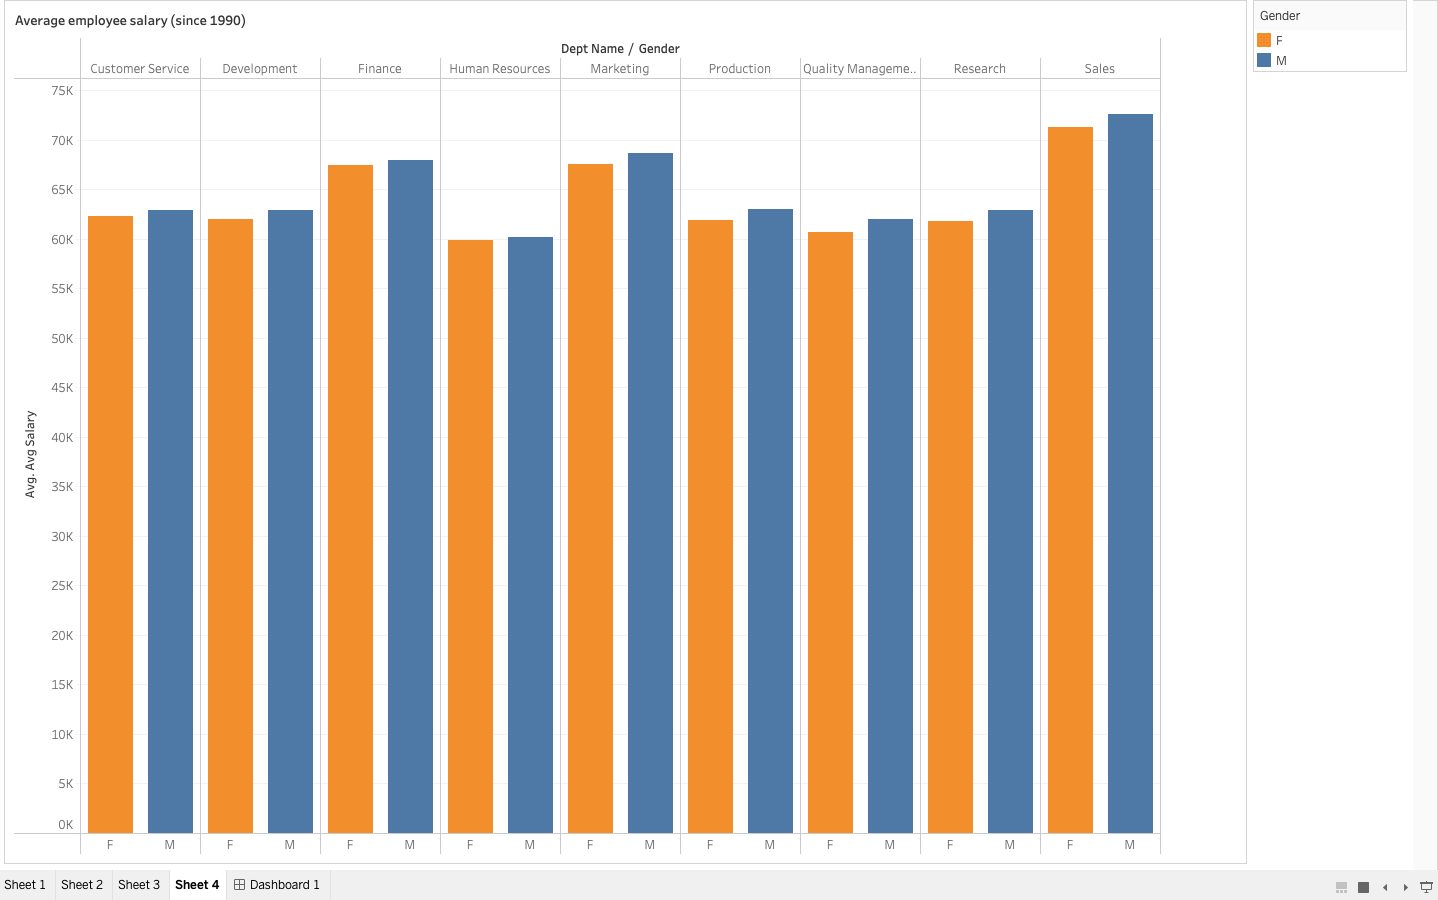 Average employee salary (since 1990)
Dept Name / Gender
Customer Service Development Finance Human Resources Marketing Production Quality Manageme.. Research Sales
75K
70K
65K
60K
55K
50K
45K
40K
35K
30K
25K
20K
15K
10K
5K
0K
Avg. Avg Salary
F M F M F M F M F M F M F M F M F M
Gender
F
M
Sheet 1 Sheet 2 Sheet 3 Sheet 4 Dashboard 1